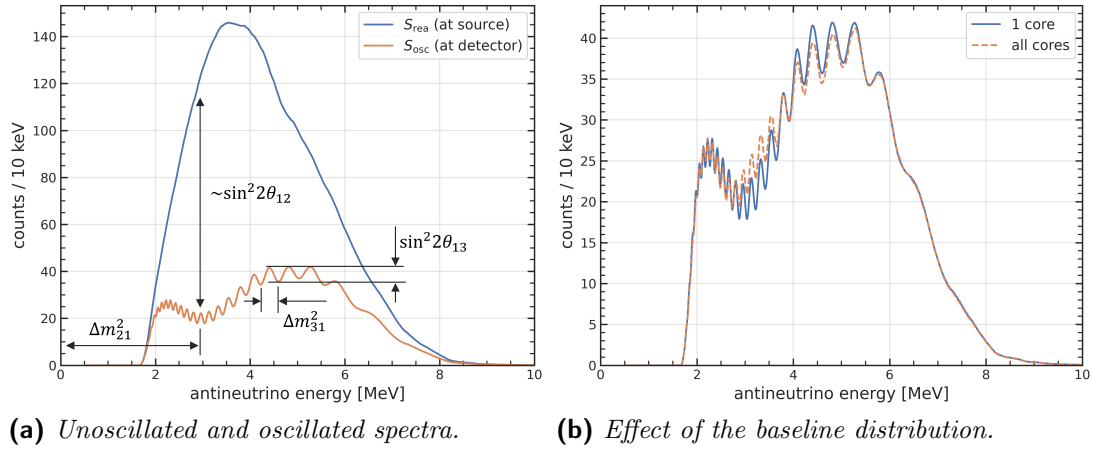 140
120
100
80
60
40
20
0
counts / 10 keV
S_rea (at source)
S_osc (at detector)
~sin²2θ₁₂
sin²2θ₁₃
Δm²₂₁
Δm²₃₁
0 2 4 6 8 10
antineutrino energy [MeV]
(a) Unoscillated and oscillated spectra.
40
35
30
25
20
15
10
5
0
counts / 10 keV
1 core
all cores
0 2 4 6 8 10
antineutrino energy [MeV]
(b) Effect of the baseline distribution.